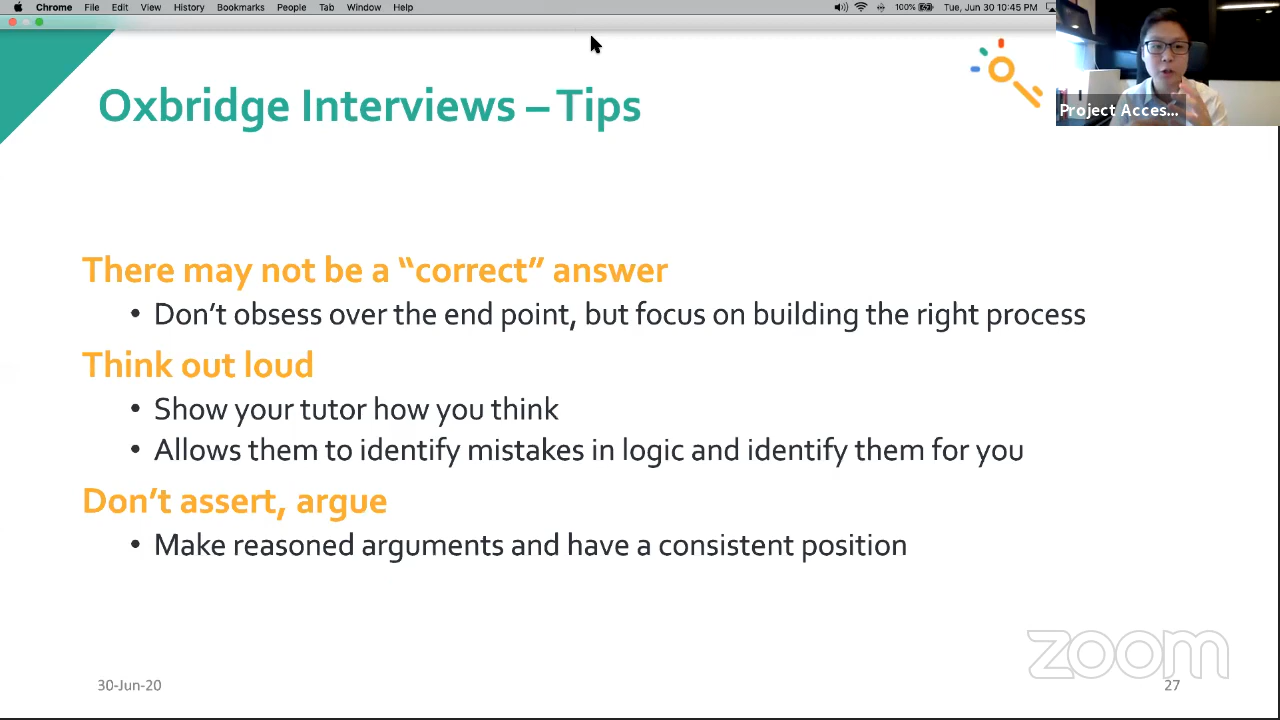 Chrome File Edit View History Bookmarks People Tab Window Help 100% Tue, Jun 30 10:45 PM
Oxbridge Interviews – Tips
Project Acces...
There may not be a “correct” answer
• Don’t obsess over the end point, but focus on building the right process
Think out loud
• Show your tutor how you think
• Allows them to identify mistakes in logic and identify them for you
Don’t assert, argue
• Make reasoned arguments and have a consistent position
zoom
30-Jun-20
27